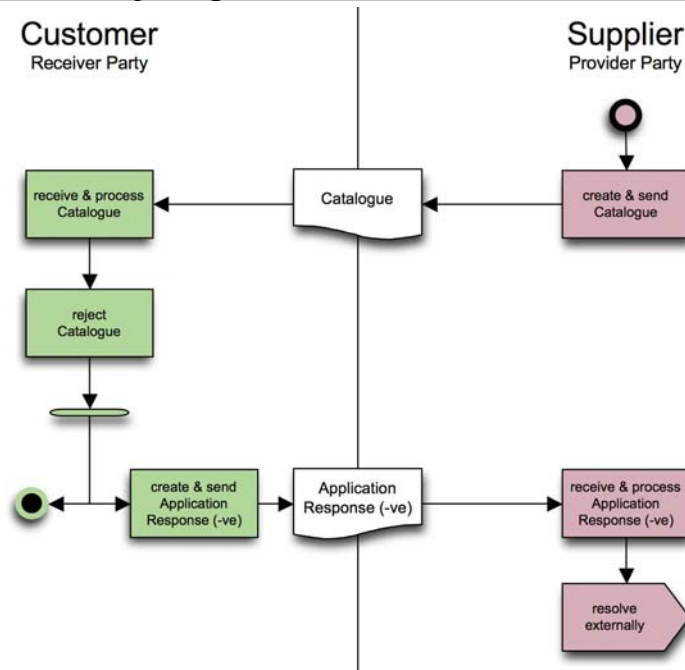 Customer
Receiver Party
Supplier
Provider Party
receive & process
Catalogue
Catalogue
create & send
Catalogue
reject
Catalogue
create & send
Application
Response (-ve)
Application
Response (-ve)
receive & process
Application
Response (-ve)
resolve
externally